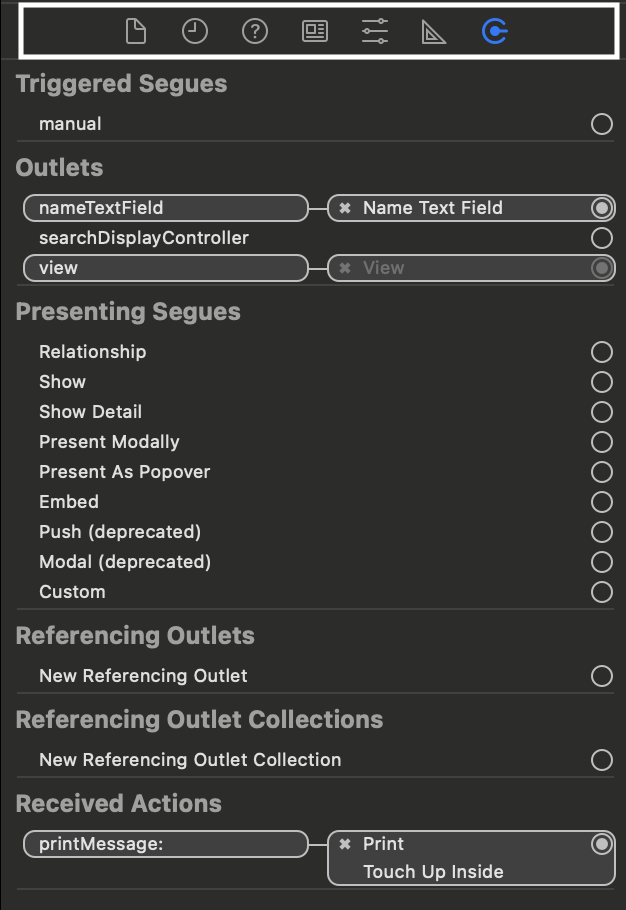 Triggered Segues
manual
Outlets
nameTextField ✖ Name Text Field
searchDisplayController
view ✖ View
Presenting Segues
Relationship
Show
Show Detail
Present Modally
Present As Popover
Embed
Push (deprecated)
Modal (deprecated)
Custom
Referencing Outlets
New Referencing Outlet
Referencing Outlet Collections
New Referencing Outlet Collection
Received Actions
printMessage: ✖ Print
Touch Up Inside